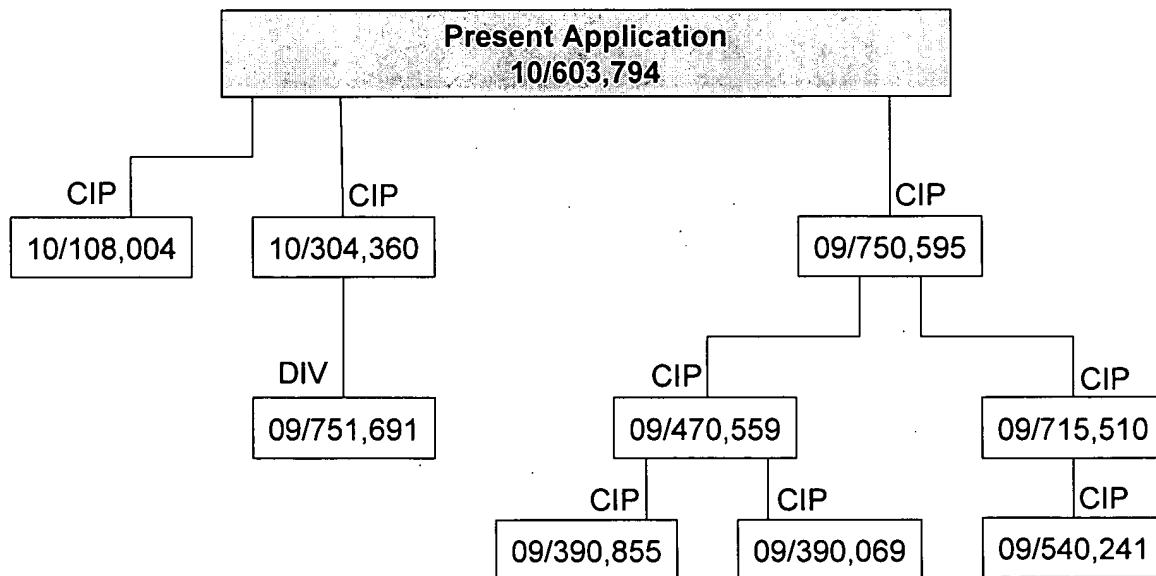 Present Application
10/603,794
CIP
CIP
CIP
10/108,004
10/304,360
09/750,595
DIV
CIP
CIP
09/751,691
09/470,559
09/715,510
CIP
CIP
CIP
09/390,855
09/390,069
09/540,241